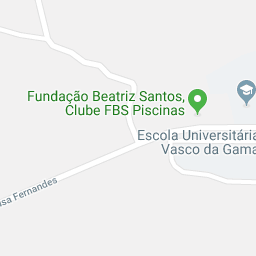 Fundação Beatriz Santos,
Clube FBS Piscinas
Escola Universitária
Vasco da Gama
Fernandes